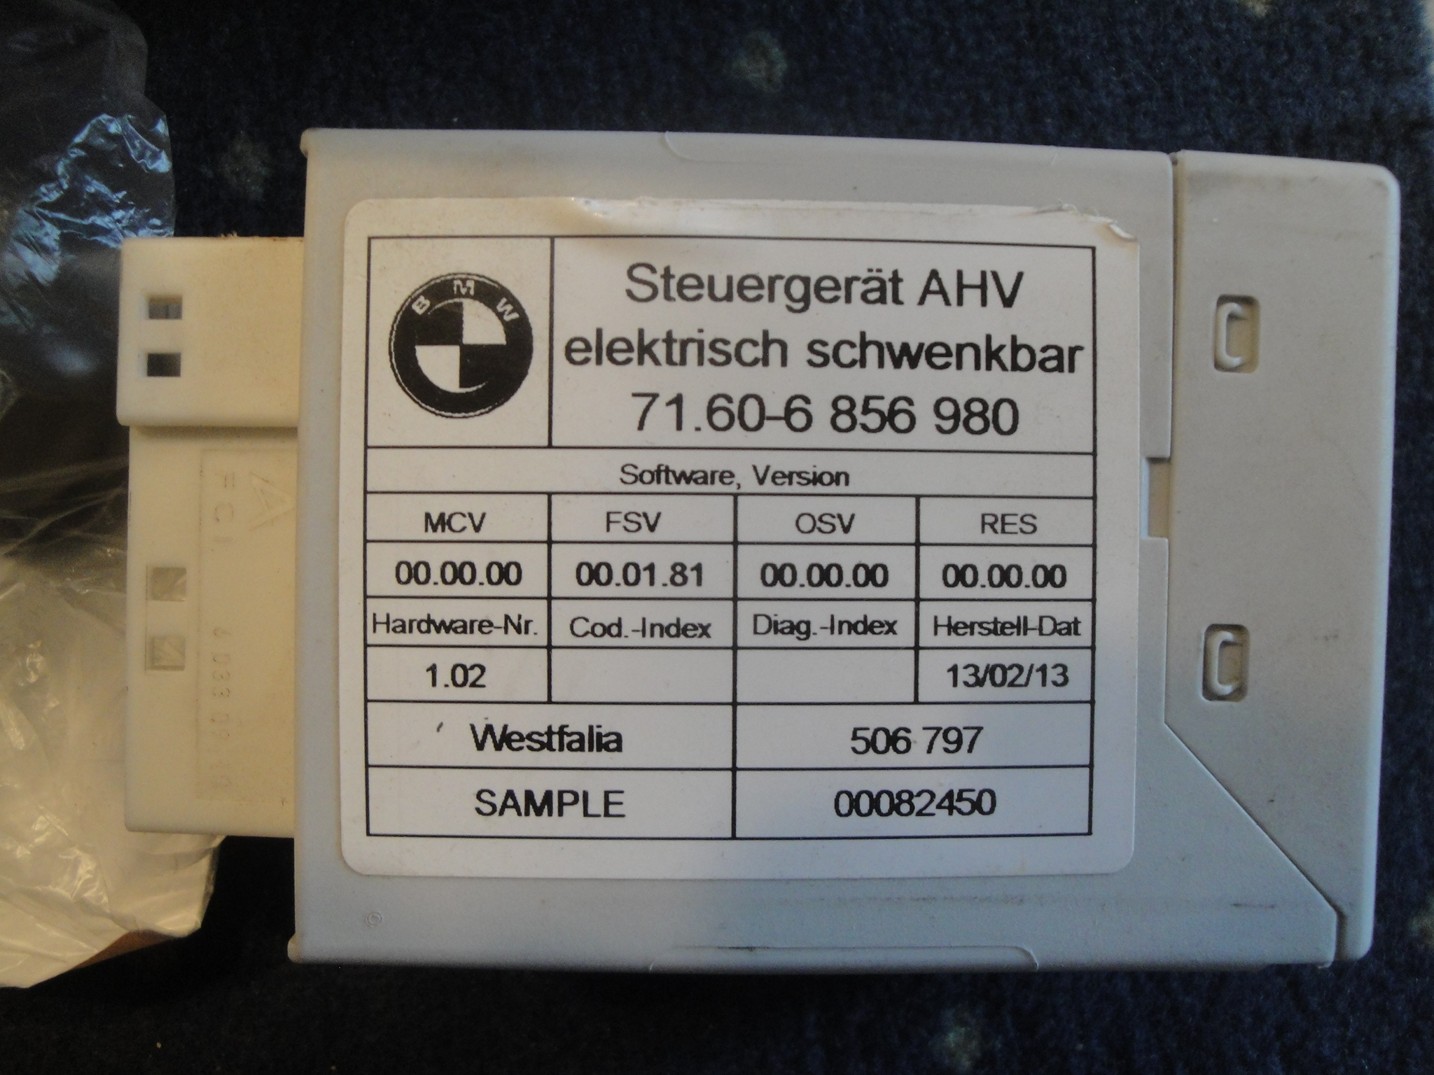 BMW
Steuergerät AHV
elektrisch schwenkbar
71.60-6 856 980
Software, Version
MCV FSV OSV RES
00.00.00 00.01.81 00.00.00 00.00.00
Hardware-Nr. Cod.-Index Diag.-Index Herstell-Dat
1.02 13/02/13
Westfalia 506 797
SAMPLE 00082450
FCI